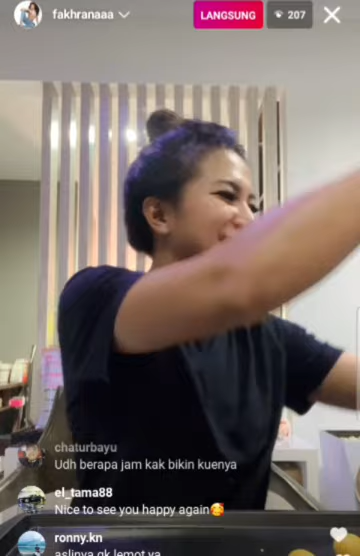 fakhranaaa
LANGSUNG
207
chaturbayu
Udh berapa jam kak bikin kuenya
el_tama88
Nice to see you happy again🥰
ronny.kn
aslinya gk lemot ya